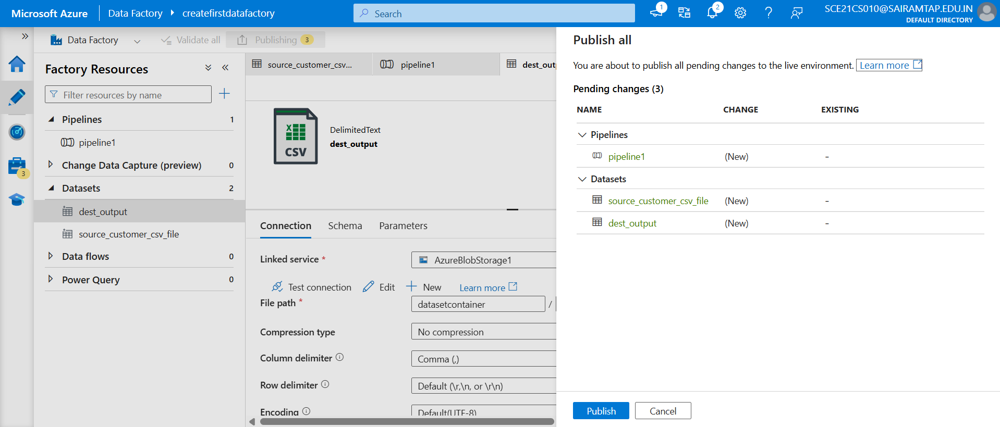 Microsoft Azure
Data Factory
createfirstdatafactory
Search
1
2
SCE21CS010@SAIRAMTAP.EDU.IN
DEFAULT DIRECTORY
Data Factory
Validate all
Publishing 3
3
Factory Resources
Filter resources by name
Pipelines 1
pipeline1
Change Data Capture (preview) 0
Datasets 2
dest_output
source_customer_csv_file
Data flows 0
Power Query 0
source_customer_csv...
pipeline1
dest_out
X
CSV
DelimitedText
dest_output
Connection
Schema
Parameters
Linked service *
AzureBlobStorage1
Test connection
Edit
New
Learn more
File path *
datasetcontainer /
Compression type
No compression
Column delimiter
Comma (,)
Row delimiter
Default (\r,\n, or \r\n)
Encoding
Default(UTF-8)
Publish all
You are about to publish all pending changes to the live environment. Learn more
Pending changes (3)
NAME CHANGE EXISTING
Pipelines
pipeline1 (New) -
Datasets
source_customer_csv_file (New) -
dest_output (New) -
Publish
Cancel